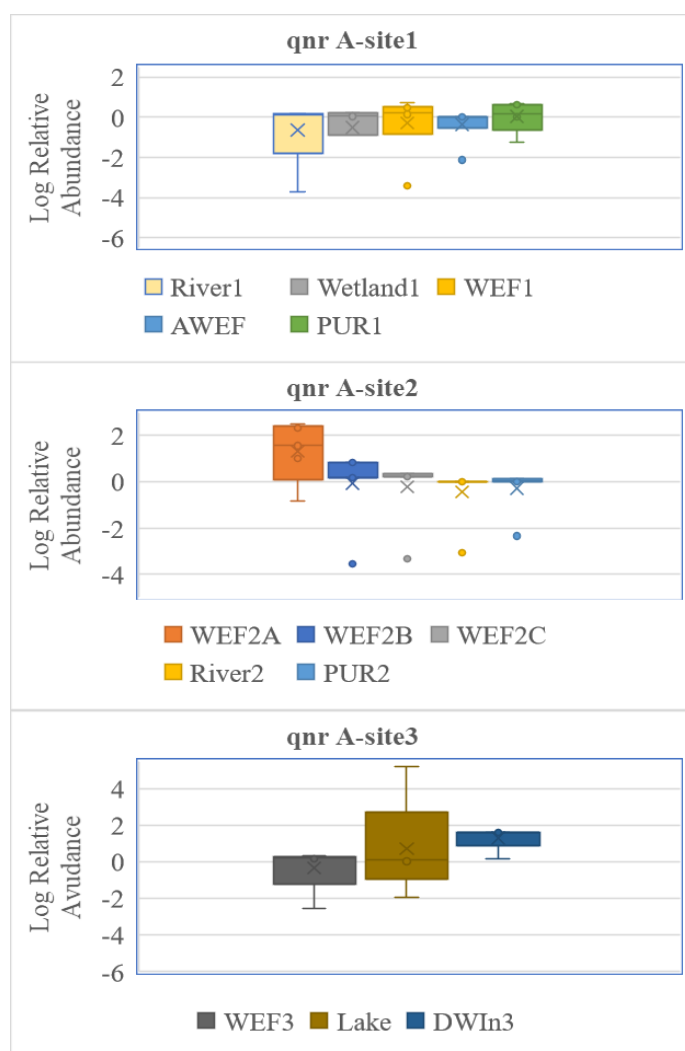 qnr A-site1
Log Relative
Abundance
2
0
-2
-4
-6
River1 Wetland1 WEF1
AWEF PUR1
qnr A-site2
Log Relative
Abundance
2
0
-2
-4
WEF2A WEF2B WEF2C
River2 PUR2
qnr A-site3
Log Relative
Avudance
4
2
0
-2
-4
-6
WEF3 Lake DWIn3